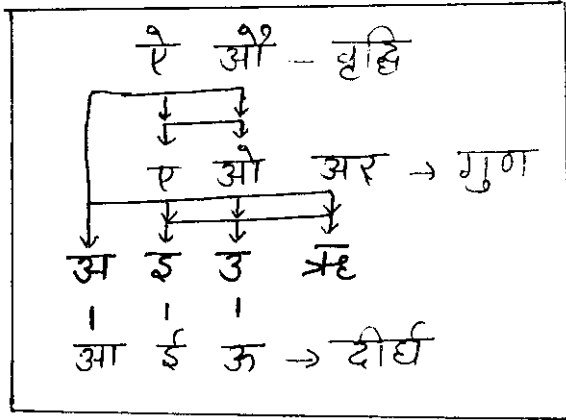 ऐ औ – वृद्धि
ए ओ अर → गुण
अ इ उ ऋ
आ ई ऊ → दीर्घ